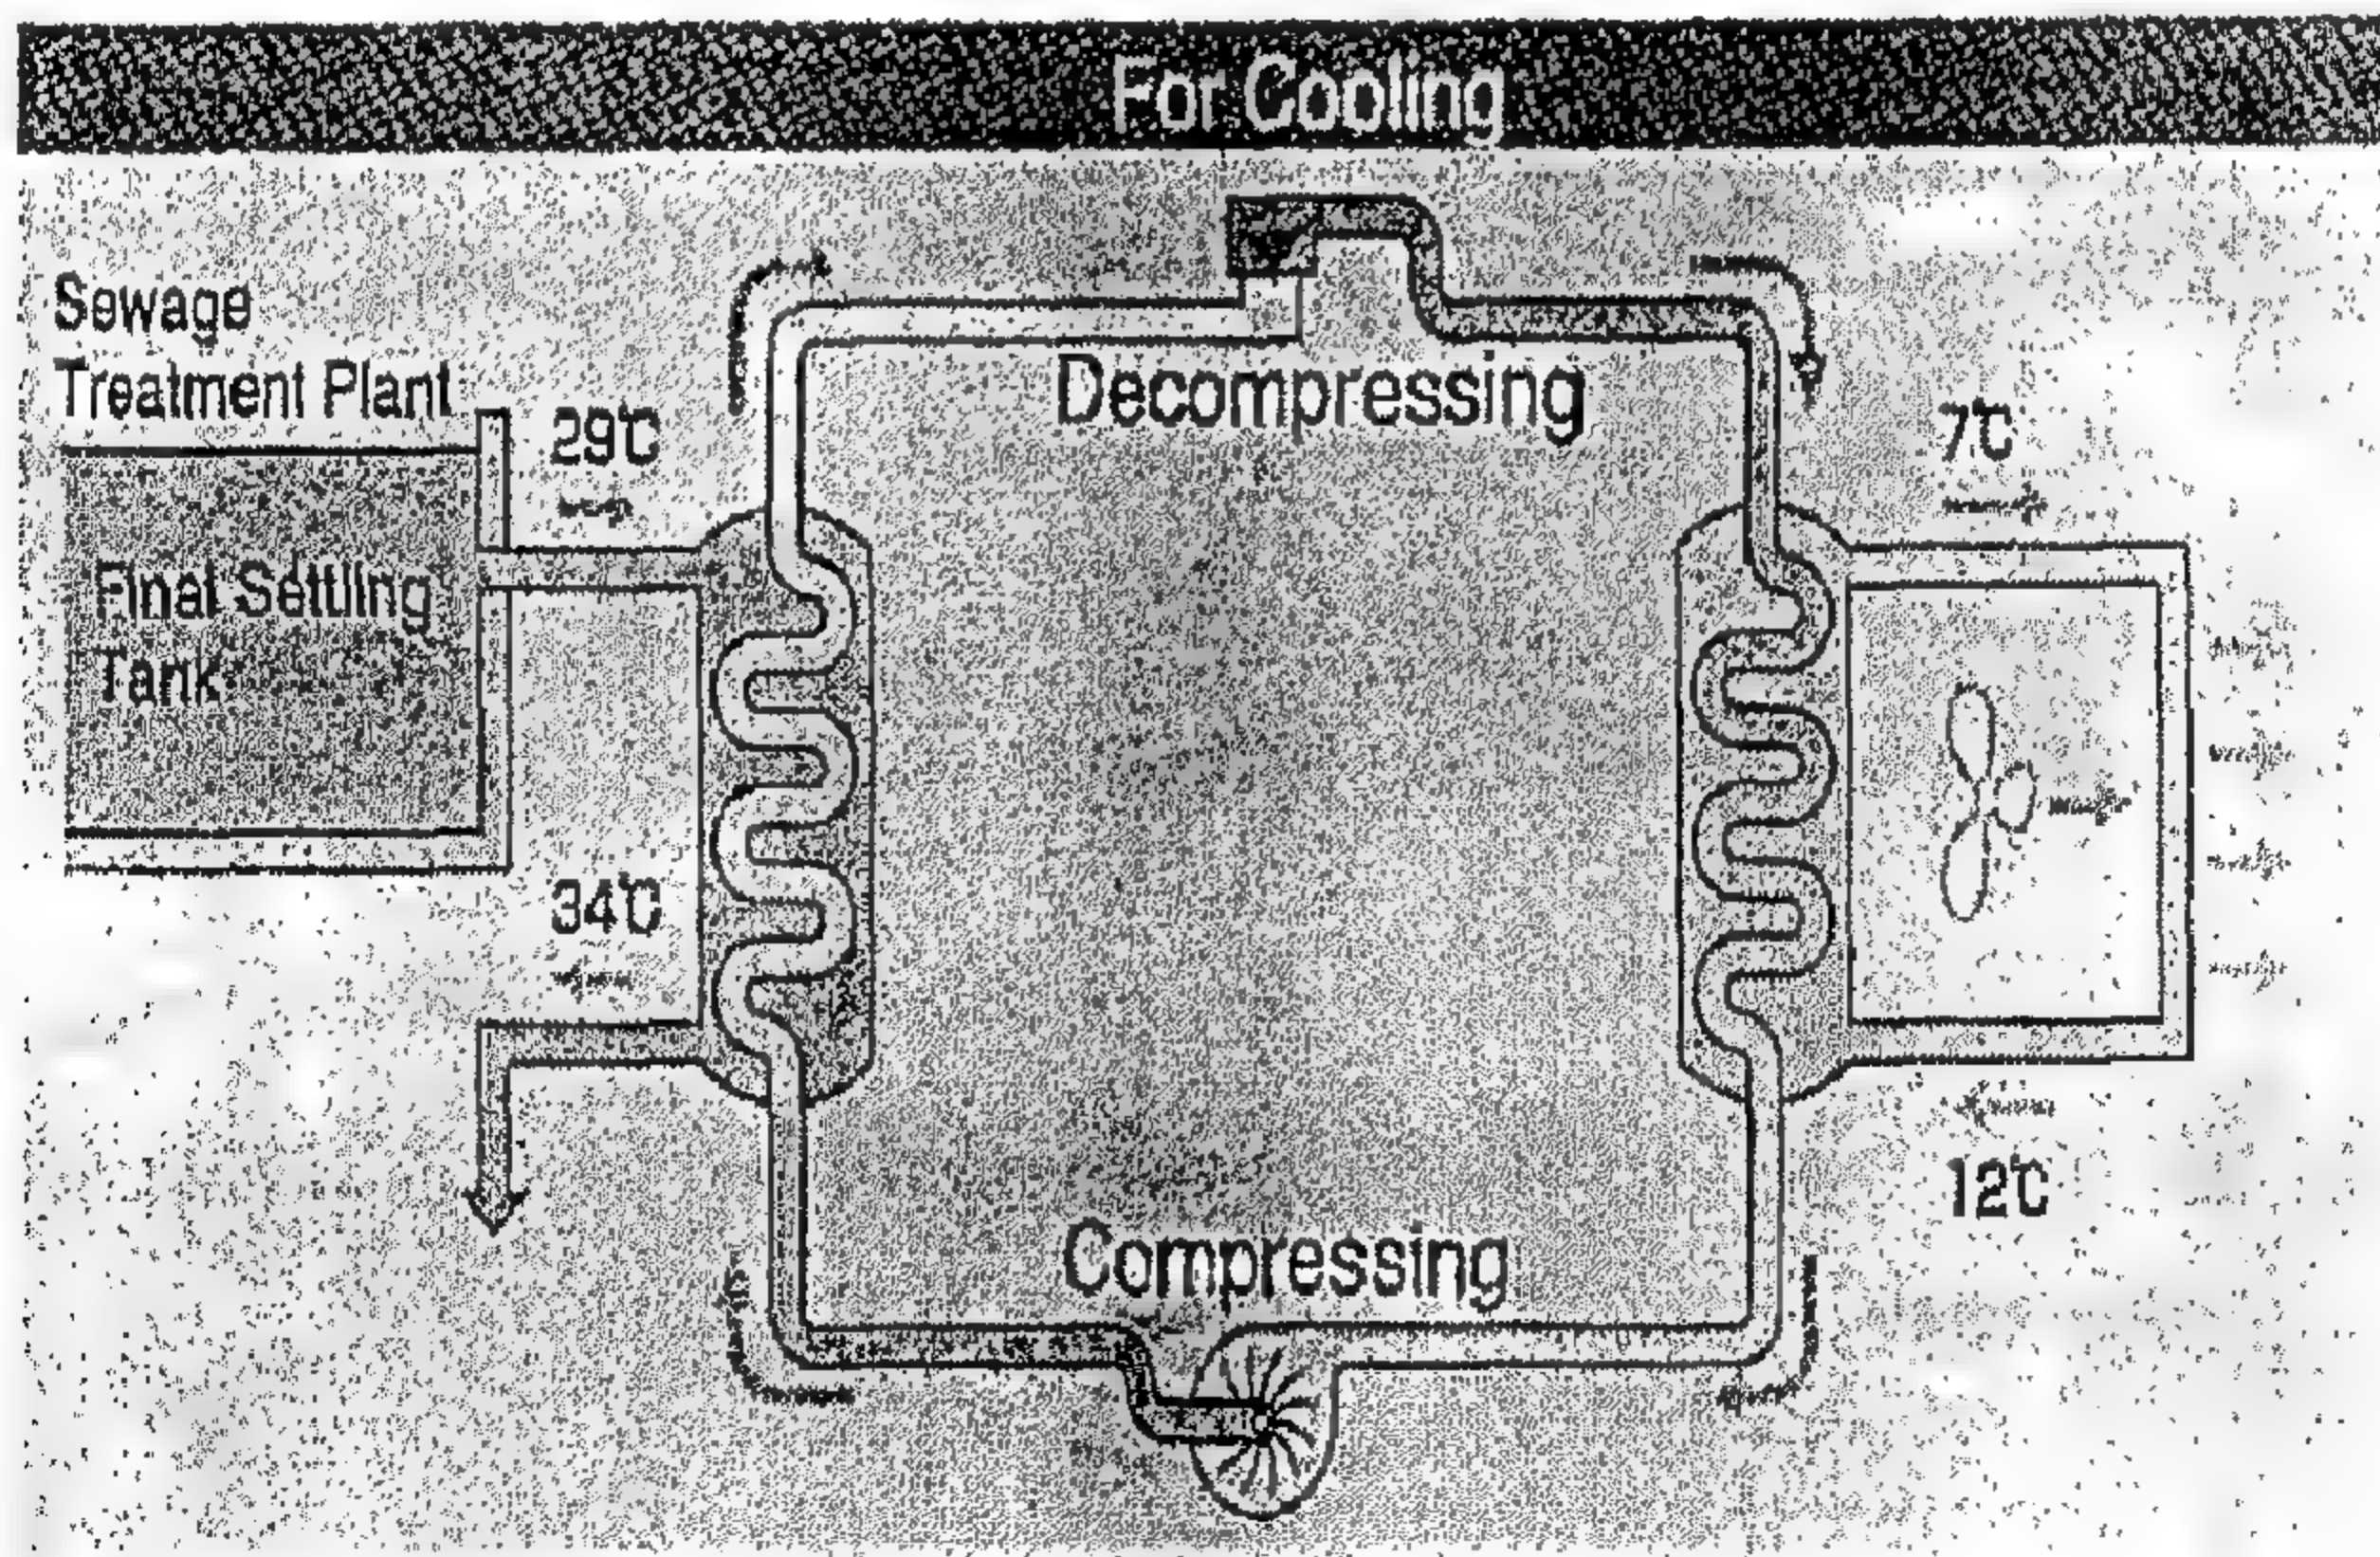 For Cooling
Sewage
Treatment Plant
29℃
Decompressing
7℃
Final Settling
Tank
34℃
12℃
Compressing